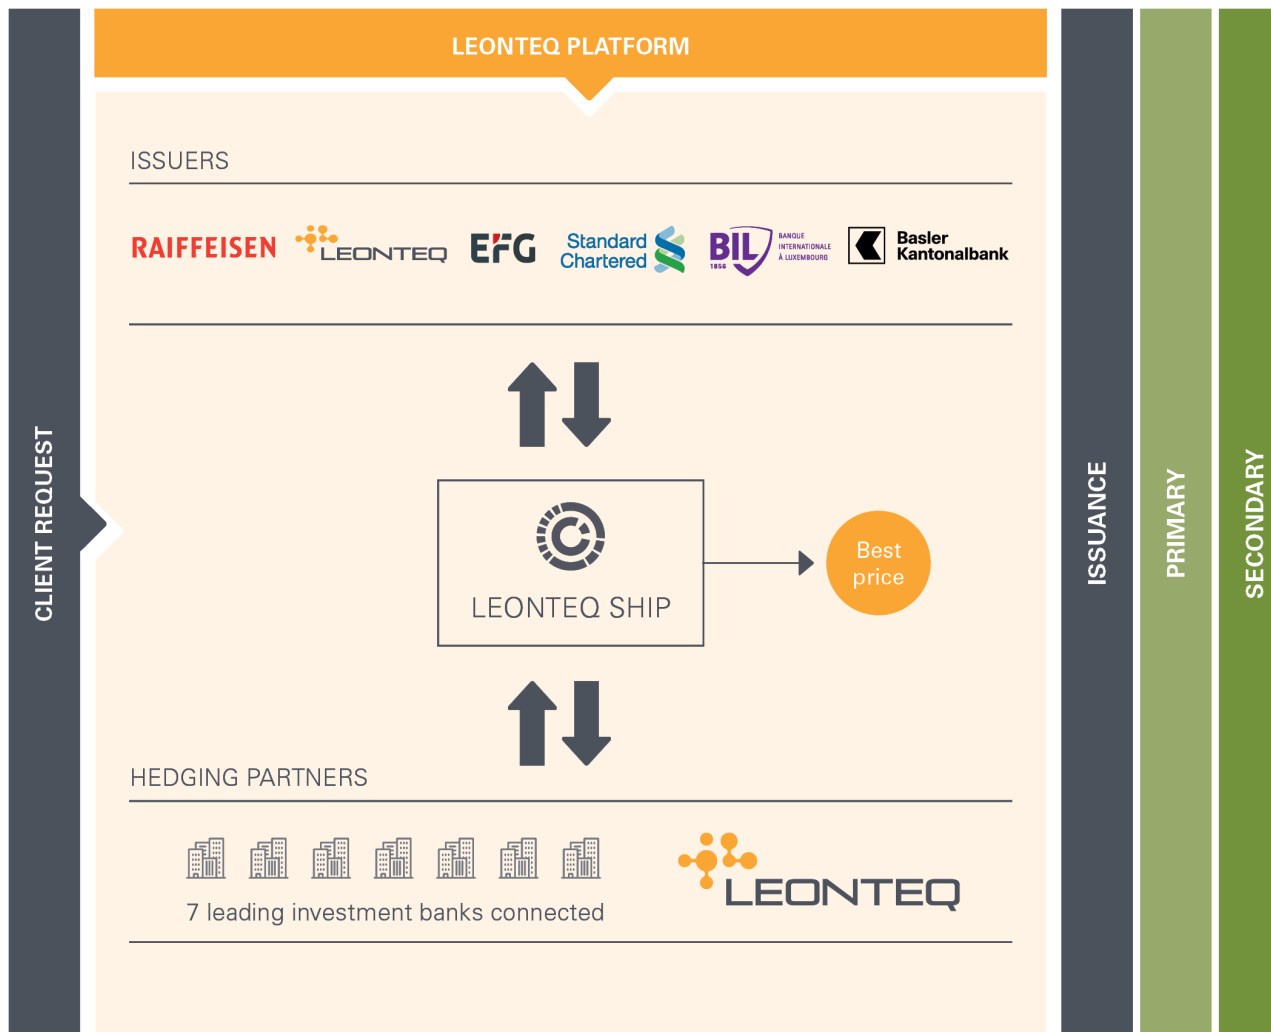 LEONTEQ PLATFORM
CLIENT REQUEST
ISSUERS
RAIFFEISEN
LEONTEQ
EFG
Standard
Chartered
BIL
1856
BANQUE
INTERNATIONALE
À LUXEMBOURG
Basler
Kantonalbank
LEONTEQ SHIP
Best
price
HEDGING PARTNERS
7 leading investment banks connected
LEONTEQ
ISSUANCE
PRIMARY
SECONDARY